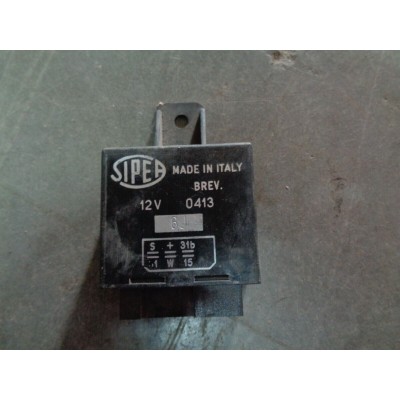 SIPEA MADE IN ITALY
BREV.
12V 0413
S + 31b
W 15